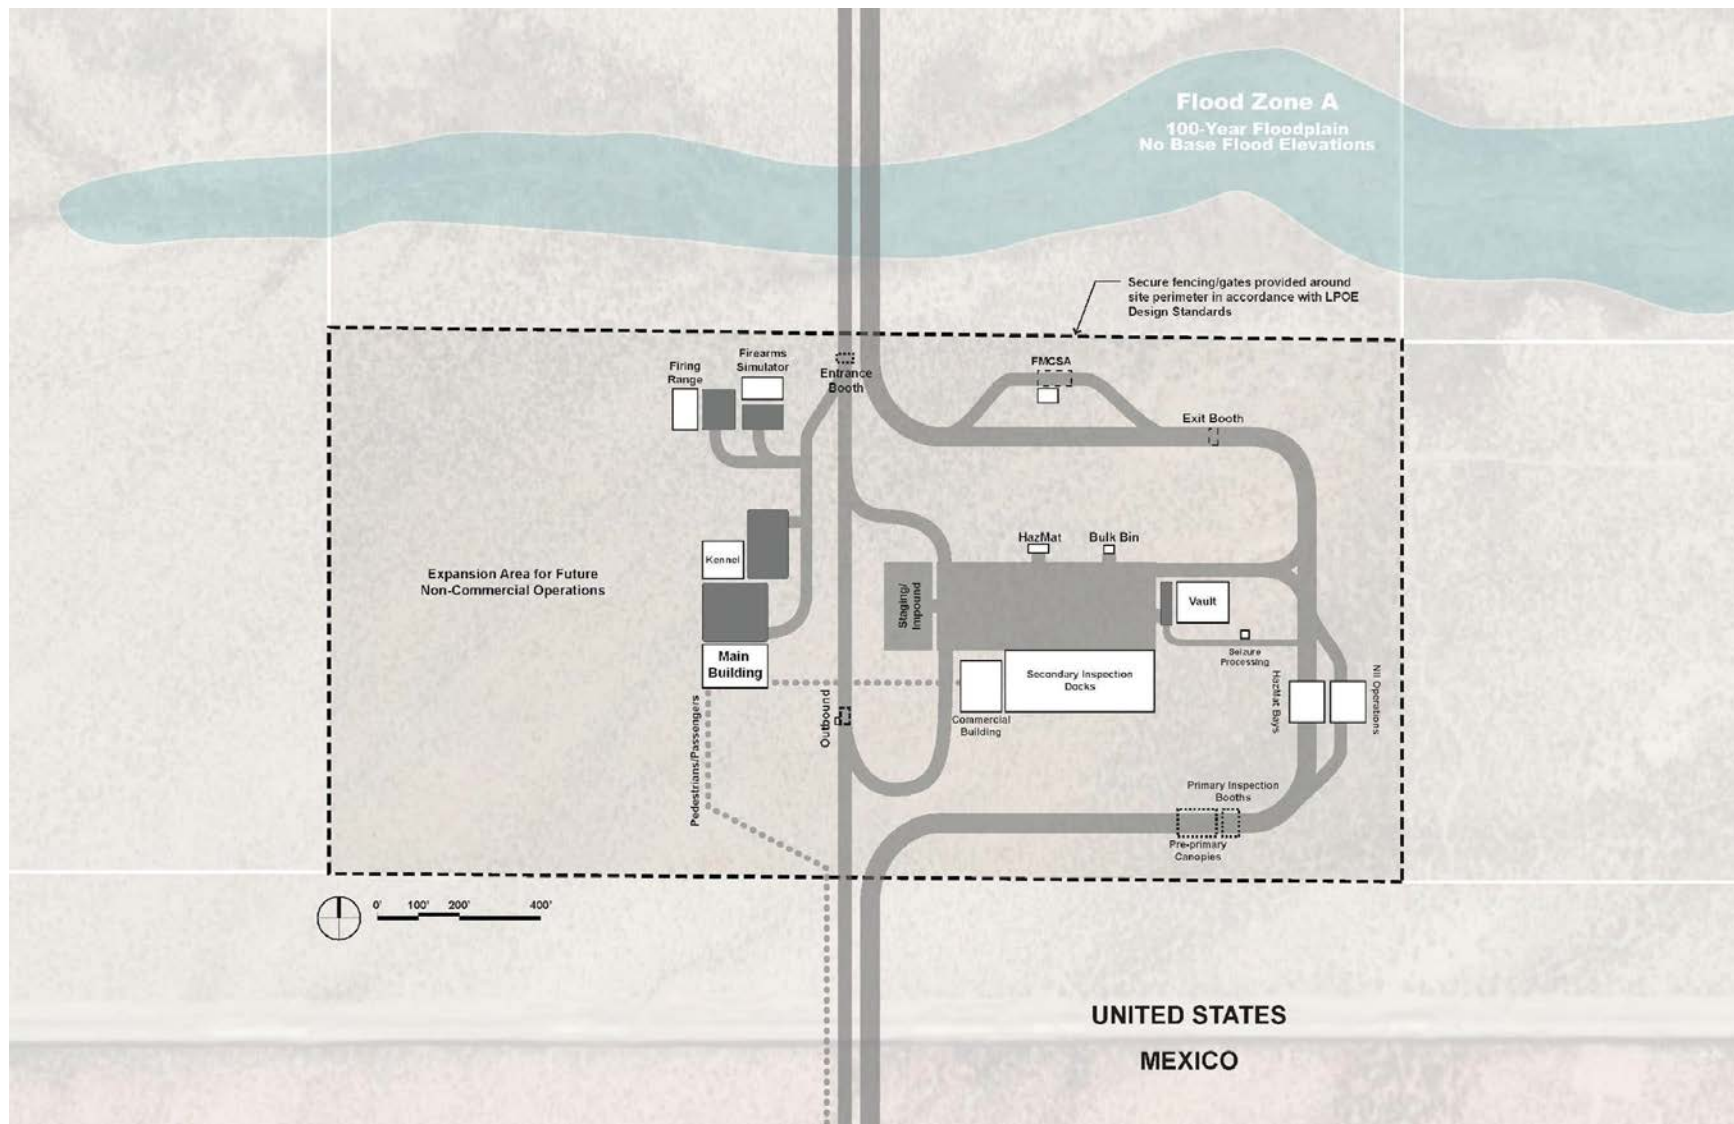 Flood Zone A
100-Year Floodplain
No Base Flood Elevations
Secure fencing/gates provided around
site perimeter in accordance with LPOE
Design Standards
Firing
Range
Firearms
Simulator
Entrance
Booth
FMCSA
Exit Booth
HazMat
Bulk Bin
Kennel
Expansion Area for Future
Non-Commercial Operations
Staging/
Impound
Vault
Seizure
Processing
Main
Building
Secondary Inspection
Docks
Commercial
Building
HazMat Bays
NII Operations
Outbound
Pedestrians/Passengers
Primary Inspection
Booths
Pre-primary
Canopies
0' 100' 200' 400'
UNITED STATES
MEXICO